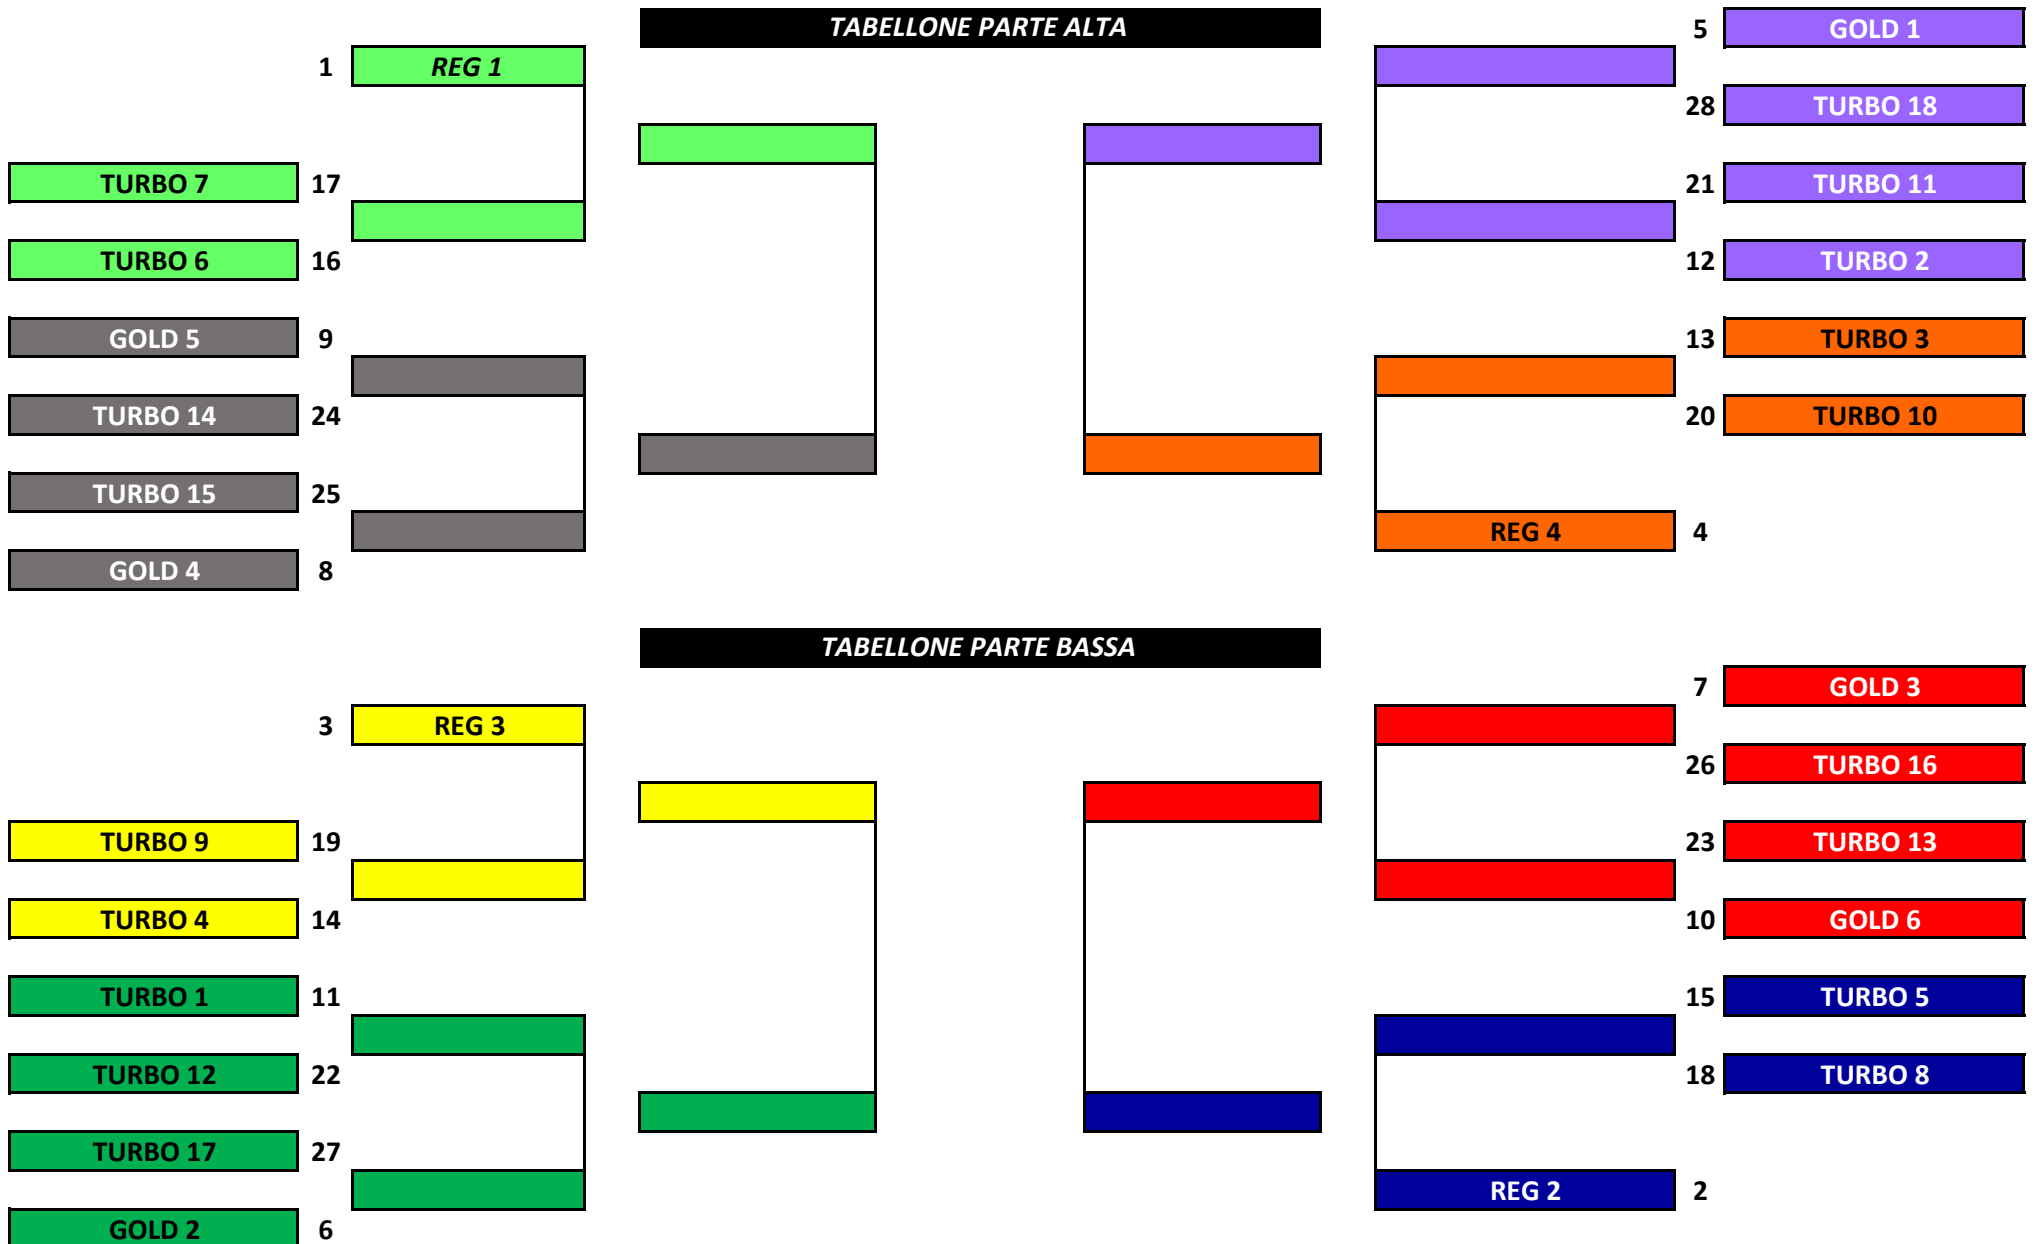 TABELLONE PARTE ALTA
5 GOLD 1
1 REG 1
28 TURBO 18
TURBO 7 17
21 TURBO 11
TURBO 6 16
12 TURBO 2
GOLD 5 9
13 TURBO 3
TURBO 14 24
20 TURBO 10
TURBO 15 25
REG 4 4
GOLD 4 8
TABELLONE PARTE BASSA
7 GOLD 3
3 REG 3
26 TURBO 16
TURBO 9 19
23 TURBO 13
TURBO 4 14
10 GOLD 6
TURBO 1 11
15 TURBO 5
TURBO 12 22
18 TURBO 8
TURBO 17 27
REG 2 2
GOLD 2 6